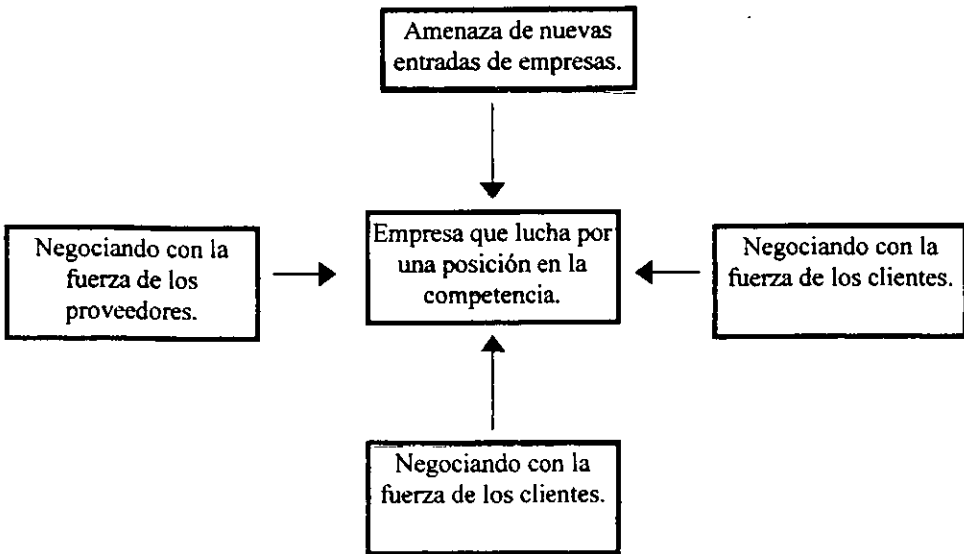 Amenaza de nuevas
entradas de empresas.
Negociando con la
fuerza de los
proveedores.
Empresa que lucha por
una posición en la
competencia.
Negociando con la
fuerza de los clientes.
Negociando con la
fuerza de los clientes.